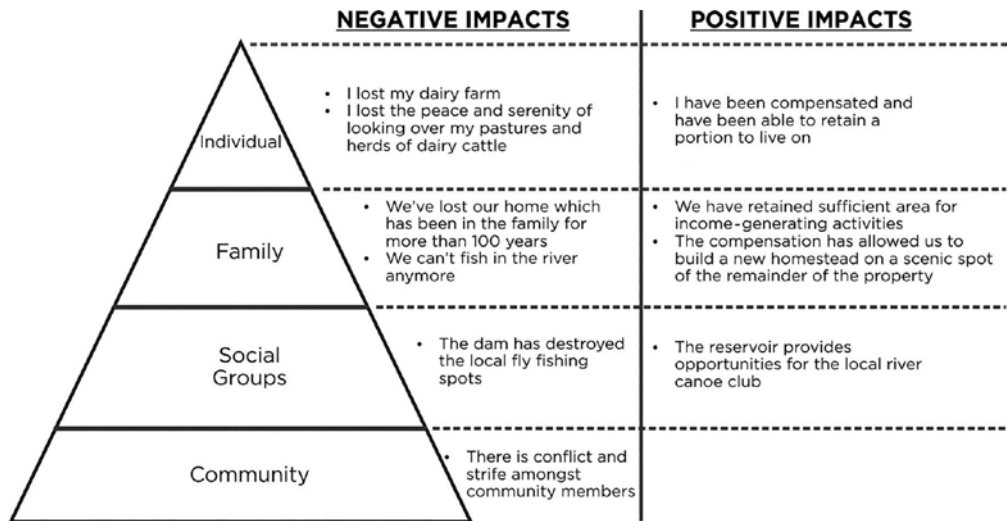 NEGATIVE IMPACTS
POSITIVE IMPACTS
Individual
• I lost my dairy farm
• I lost the peace and serenity of
looking over my pastures and
herds of dairy cattle
• I have been compensated and
have been able to retain a
portion to live on
Family
• We’ve lost our home which
has been in the family for
more than 100 years
• We can’t fish in the river
anymore
• We have retained sufficient area for
income-generating activities
• The compensation has allowed us to
build a new homestead on a scenic spot
of the remainder of the property
Social
Groups
• The dam has destroyed
the local fly fishing
spots
• The reservoir provides
opportunities for the local river
canoe club
Community
• There is conflict and
strife amongst
community members